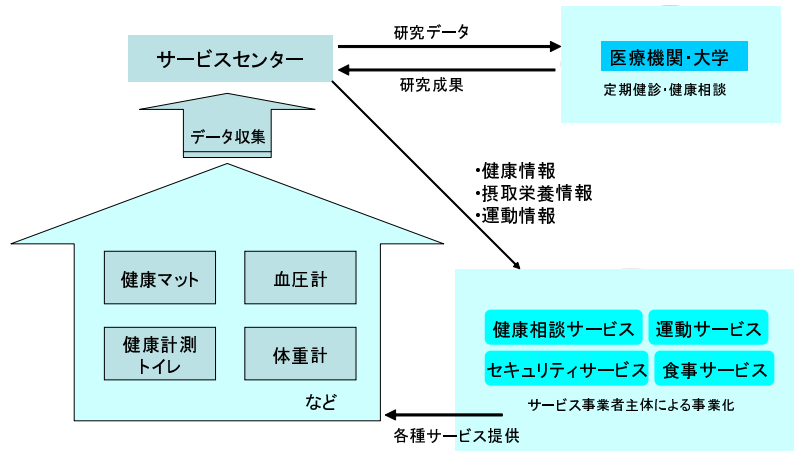 研究データ
サービスセンター
医療機関・大学
研究成果
定期健診・健康相談
データ収集
・健康情報
・摂取栄養情報
・運動情報
健康マット
血圧計
健康計測
トイレ
体重計
など
健康相談サービス
運動サービス
セキュリティサービス
食事サービス
サービス事業者主体による事業化
各種サービス提供